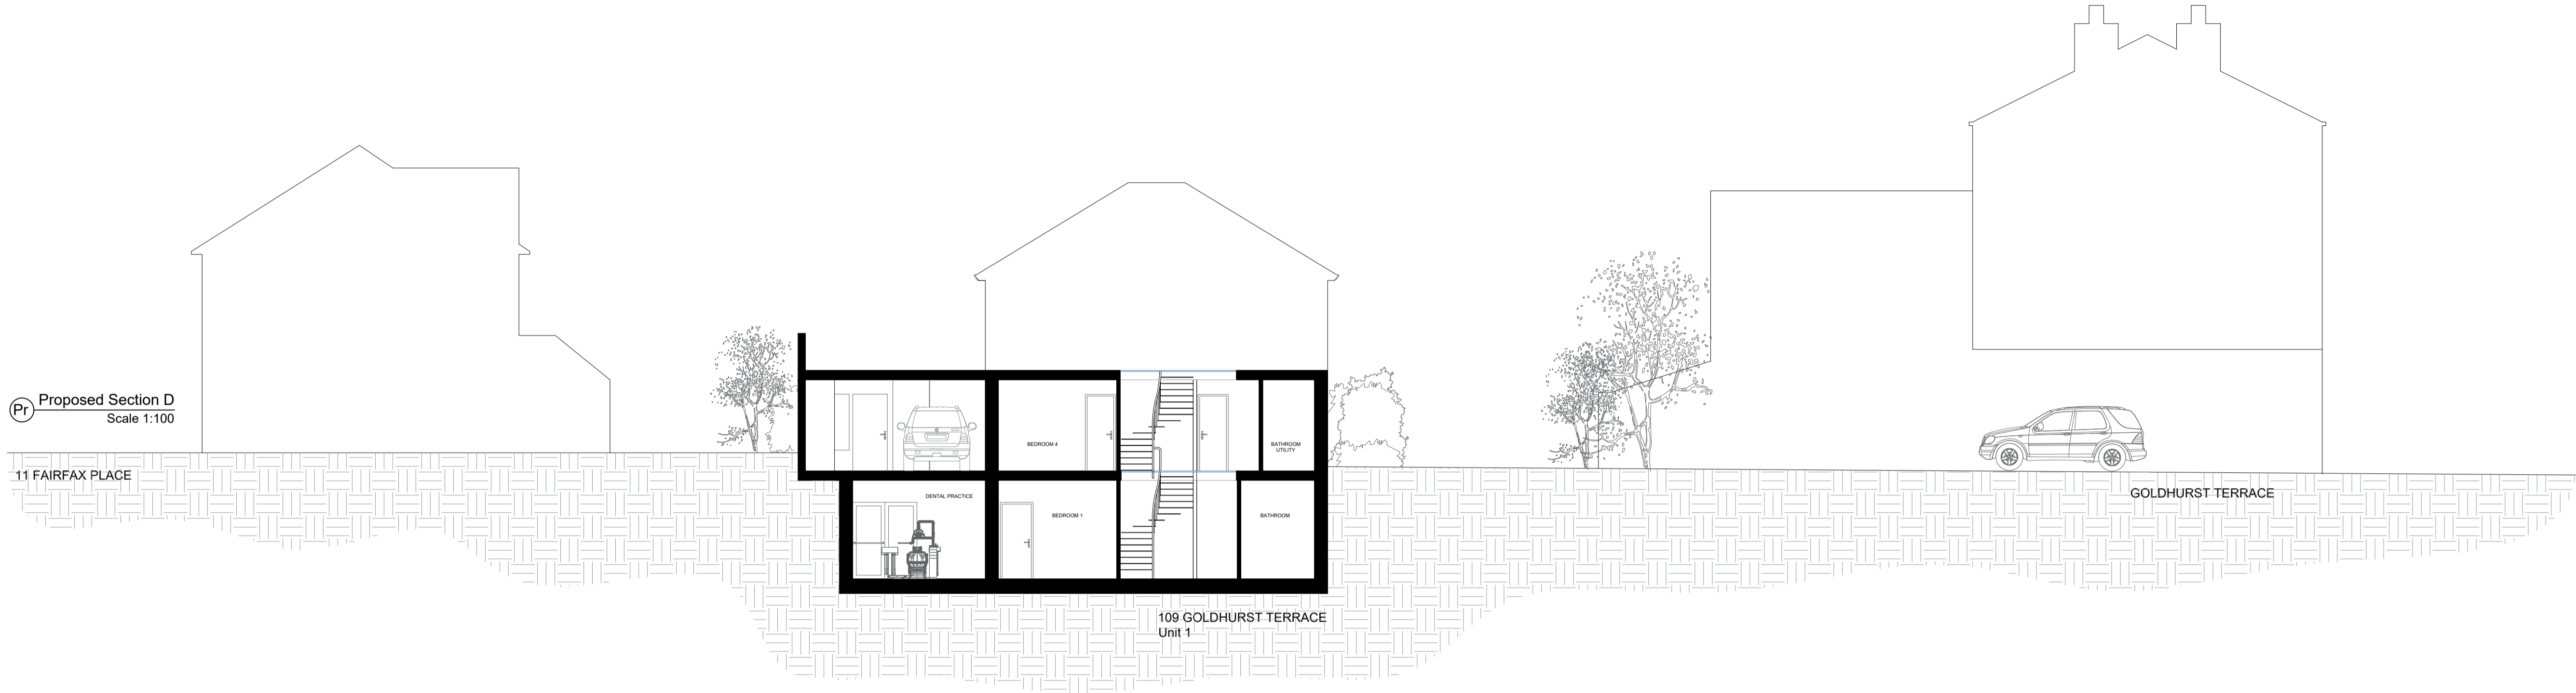 Pr
Proposed Section D
Scale 1:100
11 FAIRFAX PLACE
BEDROOM 4
BATHROOM
UTILITY
DENTAL PRACTICE
BEDROOM 1
BATHROOM
GOLDHURST TERRACE
109 GOLDHURST TERRACE
Unit 1